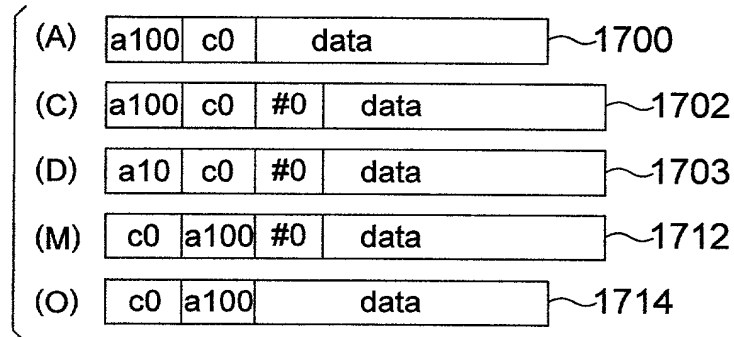 (A) a100 c0 data 1700
(C) a100 c0 #0 data 1702
(D) a10 c0 #0 data 1703
(M) c0 a100 #0 data 1712
(O) c0 a100 data 1714